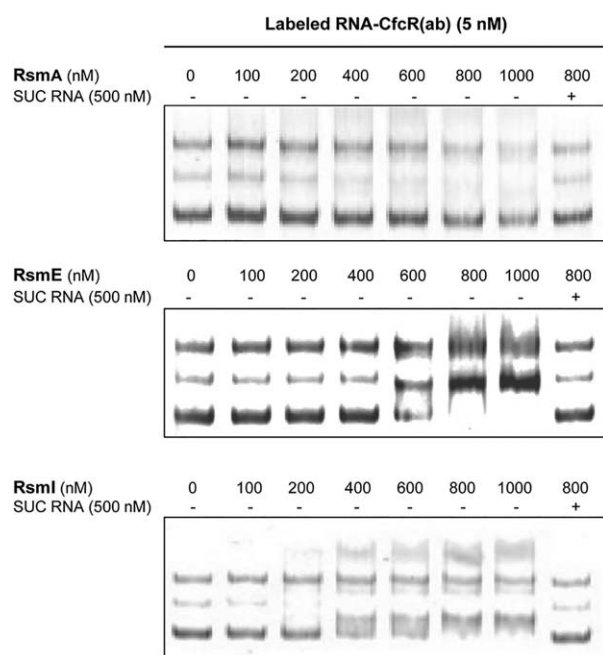 Labeled RNA-CfcR(ab) (5 nM)
RsmA (nM) 0 100 200 400 600 800 1000 800
SUC RNA (500 nM) - - - - - - - +
RsmE (nM) 0 100 200 400 600 800 1000 800
SUC RNA (500 nM) - - - - - - - +
RsmI (nM) 0 100 200 400 600 800 1000 800
SUC RNA (500 nM) - - - - - - - +